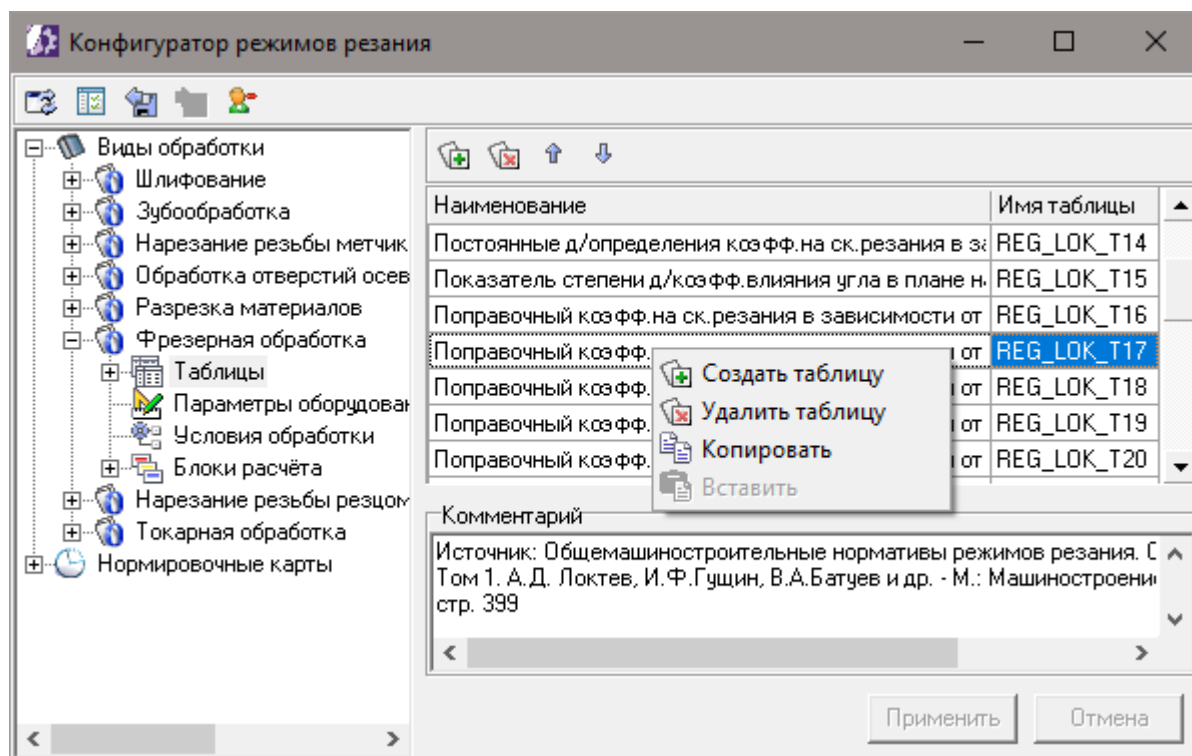 Конфигуратор режимов резания
Виды обработки
Шлифование
Зубообработка
Нарезание резьбы метчик
Обработка отверстий осев
Разрезка материалов
Фрезерная обработка
Таблицы
Параметры оборудован
Условия обработки
Блоки расчёта
Нарезание резьбы резцом
Токарная обработка
Нормировочные карты
Наименование Имя таблицы
Постоянные д/определения коэфф.на ск.резания в за REG_LOK_T14
Показатель степени д/коэфф.влияния угла в плане н REG_LOK_T15
Поправочный коэфф.на ск.резания в зависимости от REG_LOK_T16
Поправочный коэфф. от REG_LOK_T17
Поправочный коэфф. от REG_LOK_T18
Поправочный коэфф. от REG_LOK_T19
Поправочный коэфф. от REG_LOK_T20
Создать таблицу
Удалить таблицу
Копировать
Вставить
Комментарий
Источник: Общемашиностроительные нормативы режимов резания. С
Том 1. А.Д. Локтев, И.Ф.Гущин, В.А.Батуев и др. - М.: Машиностроени
стр. 399
Применить Отмена